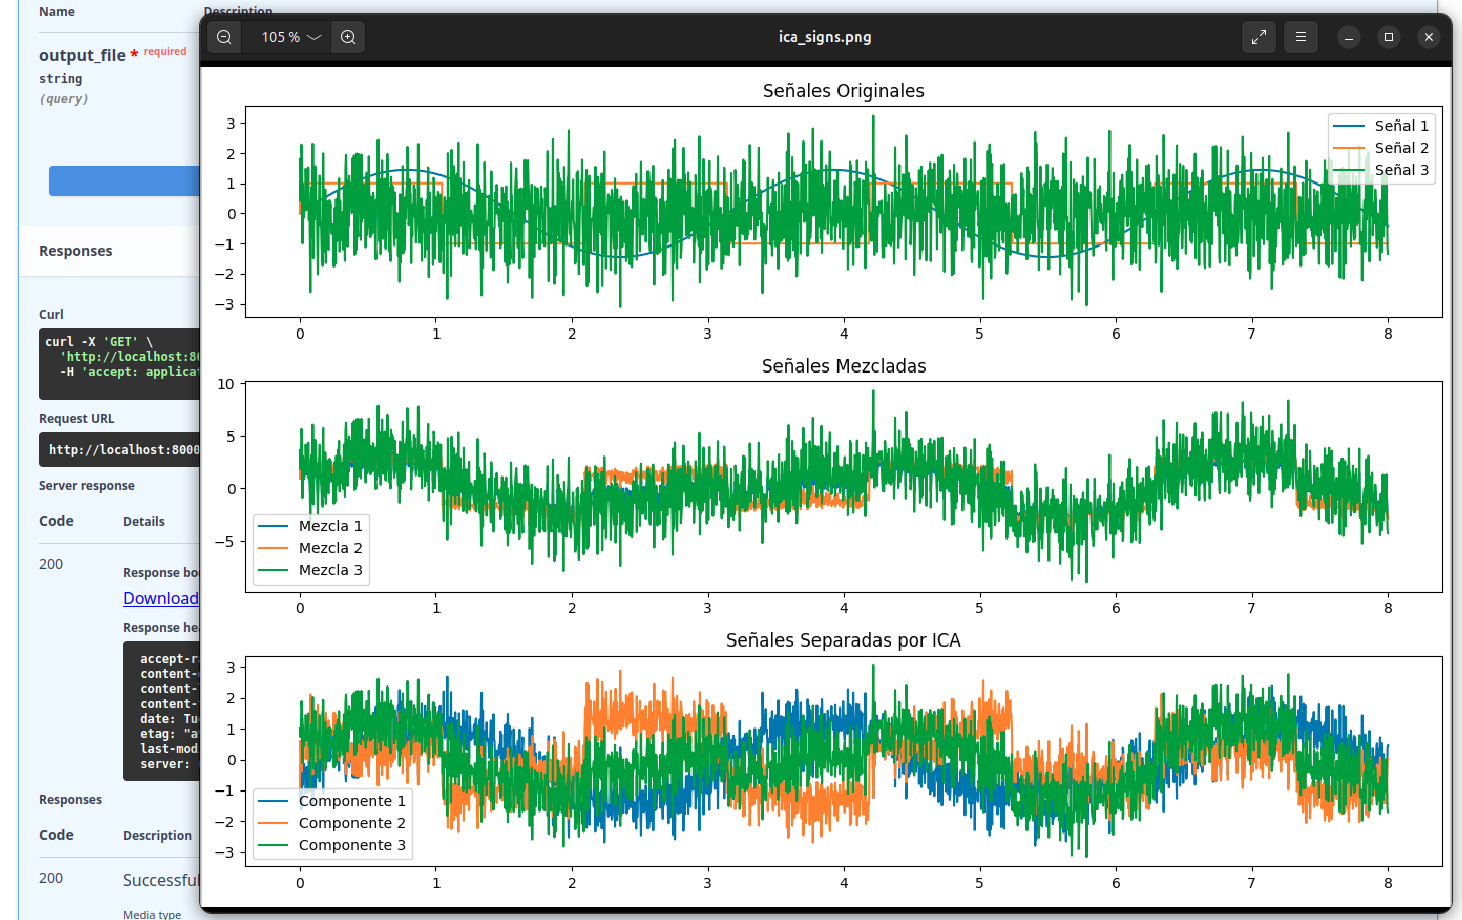 Name
Description
output_file * required
string
(query)
Responses
Curl
curl -X 'GET' \
'http://localhost:80
-H 'accept: applicat
Request URL
http://localhost:8000
Server response
Code
Details
200
Response bo
Download
Response hea
accept-r
content-
content-
content-
date: Tu
etag: "a
last-mod
server:
Responses
Code
Description
200
Successful
Media type
105 %
ica_signs.png
Señales Originales
3
2
1
0
−1
−2
−3
0 1 2 3 4 5 6 7 8
Señal 1
Señal 2
Señal 3
Señales Mezcladas
10
5
0
−5
0 1 2 3 4 5 6 7 8
Mezcla 1
Mezcla 2
Mezcla 3
Señales Separadas por ICA
3
2
1
0
−1
−2
−3
0 1 2 3 4 5 6 7 8
Componente 1
Componente 2
Componente 3